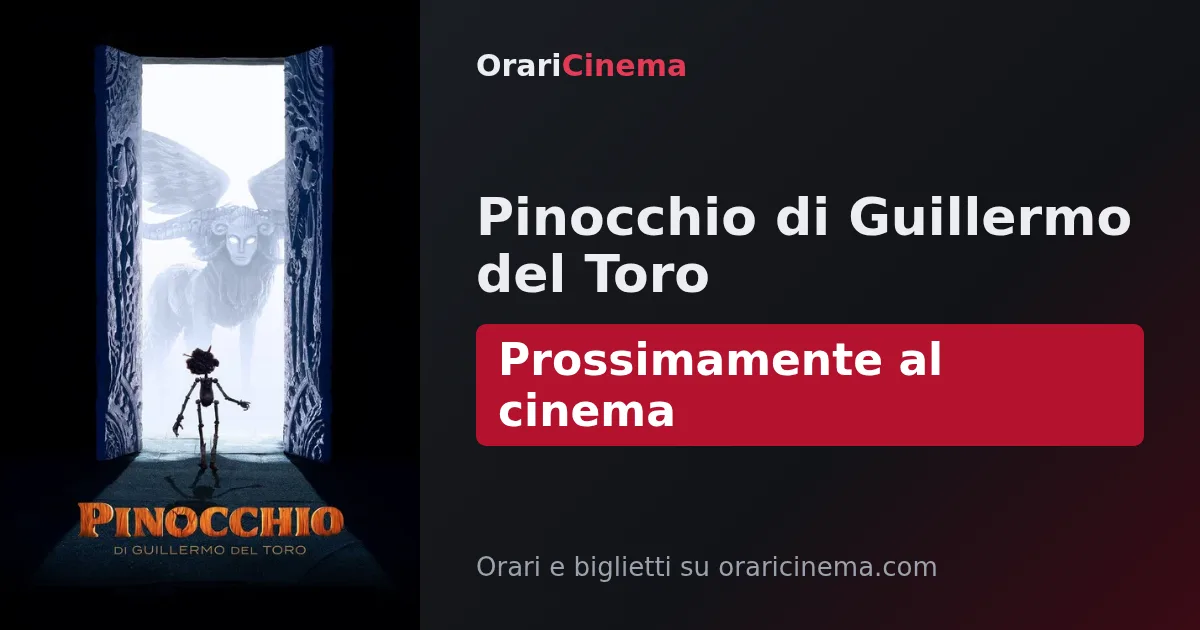 PINOCCHIO
DI GUILLERMO DEL TORO
OrariCinema
Pinocchio di Guillermo
del Toro
Prossimamente al
cinema
Orari e biglietti su oraricinema.com